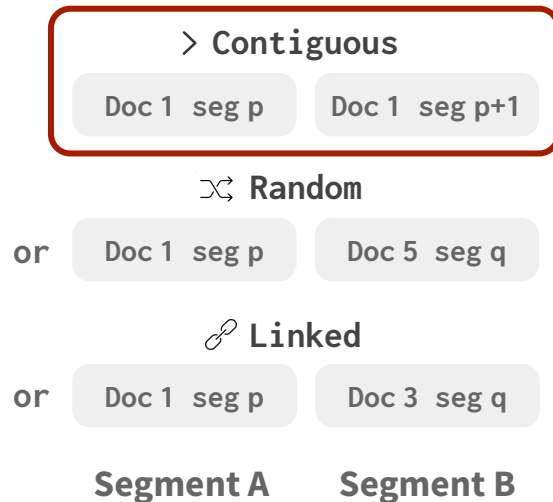 Contiguous
Doc 1 seg p Doc 1 seg p+1
Random
or Doc 1 seg p Doc 5 seg q
Linked
or Doc 1 seg p Doc 3 seg q
Segment A Segment B